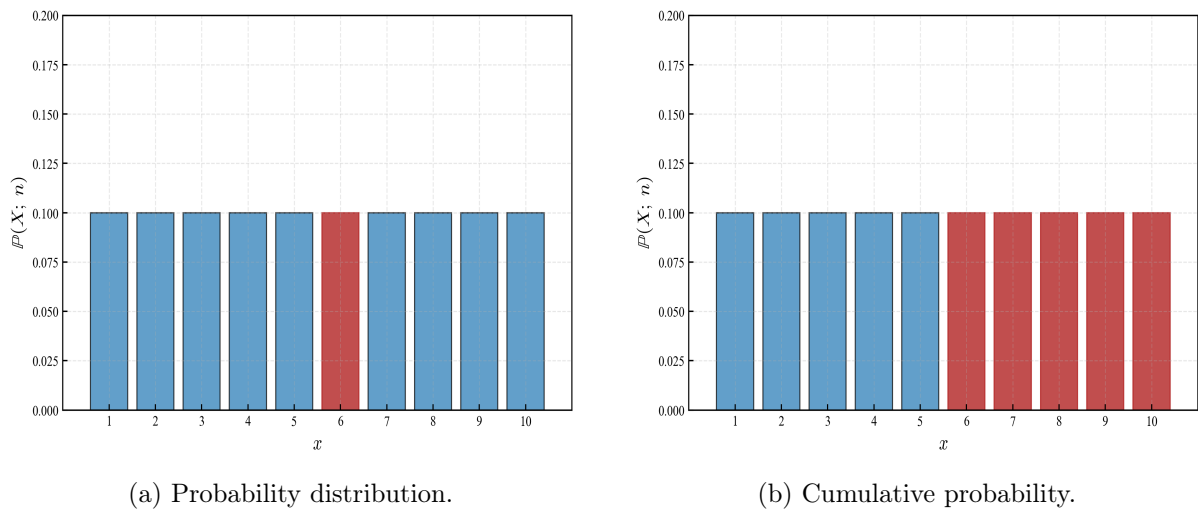 0.200
0.175
0.150
0.125
0.100
0.075
0.050
0.025
0.000
ℙ(X; n)
1 2 3 4 5 6 7 8 9 10
x
(a) Probability distribution.
0.200
0.175
0.150
0.125
0.100
0.075
0.050
0.025
0.000
ℙ(X; n)
1 2 3 4 5 6 7 8 9 10
x
(b) Cumulative probability.